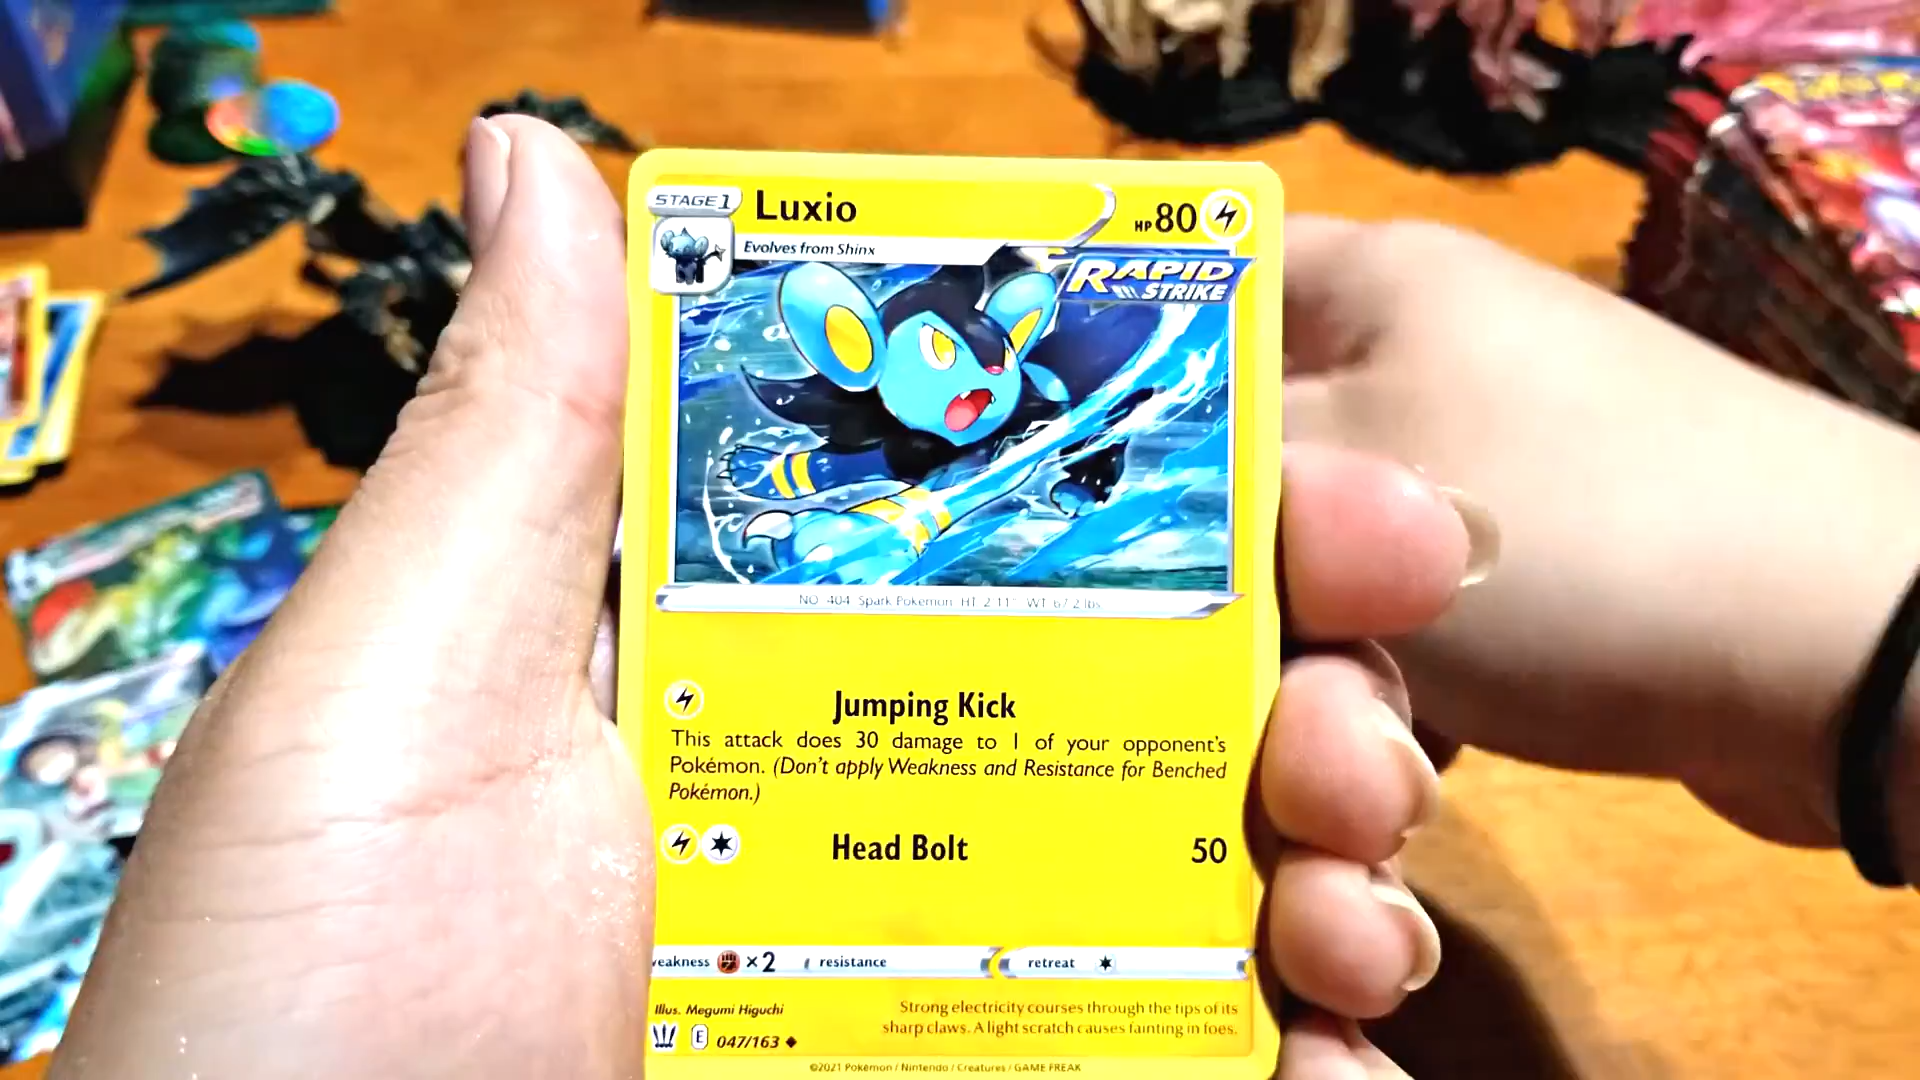 STAGE 1 Luxio HP 80
Evolves from Shinx
RAPID
STRIKE
NO. 404 Spark Pokémon HT 2'11" WT 67.2 lbs.
Jumping Kick
This attack does 30 damage to 1 of your opponent's
Pokémon. (Don't apply Weakness and Resistance for Benched
Pokémon.)
Head Bolt 50
weakness ×2 resistance retreat
Illus. Megumi Higuchi
Strong electricity courses through the tips of its
sharp claws. A light scratch causes fainting in foes.
E 047/163
©2021 Pokémon / Nintendo / Creatures / GAME FREAK